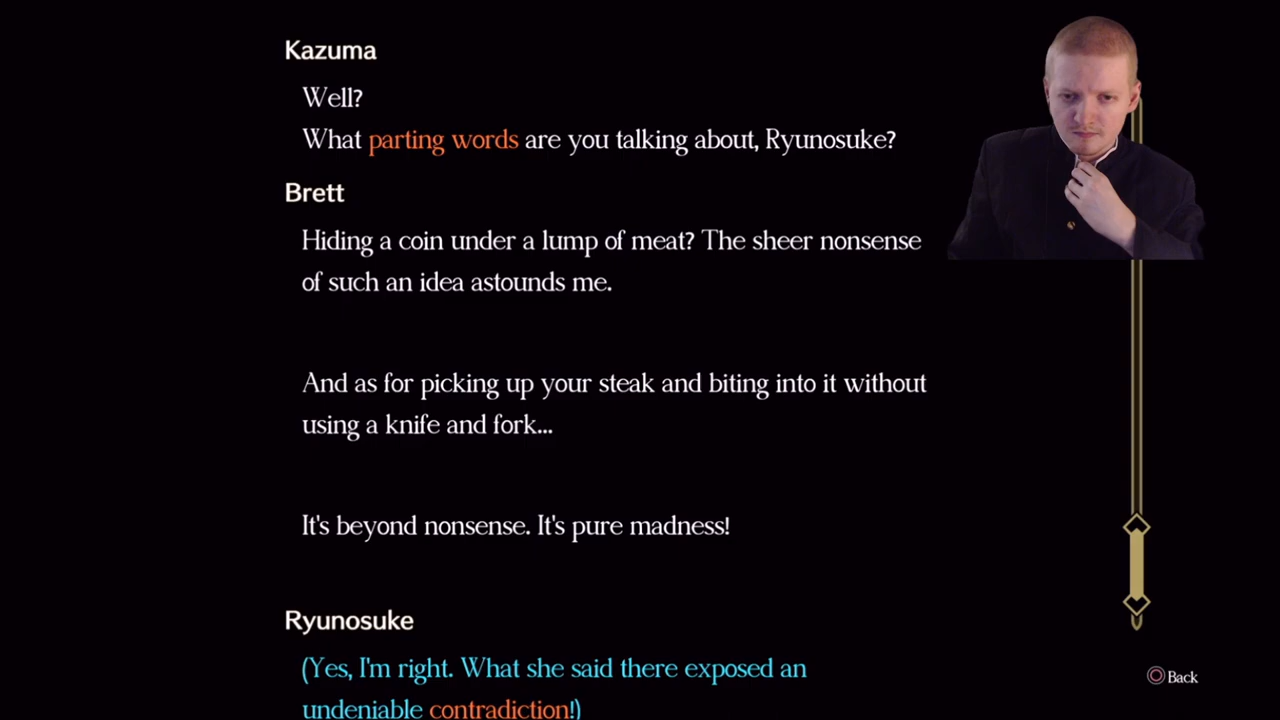 Kazuma
Well?
What parting words are you talking about, Ryunosuke?
Brett
Hiding a coin under a lump of meat? The sheer nonsense
of such an idea astounds me.
And as for picking up your steak and biting into it without
using a knife and fork...
It's beyond nonsense. It's pure madness!
Ryunosuke
(Yes, I'm right. What she said there exposed an
undeniable contradiction!)
Back